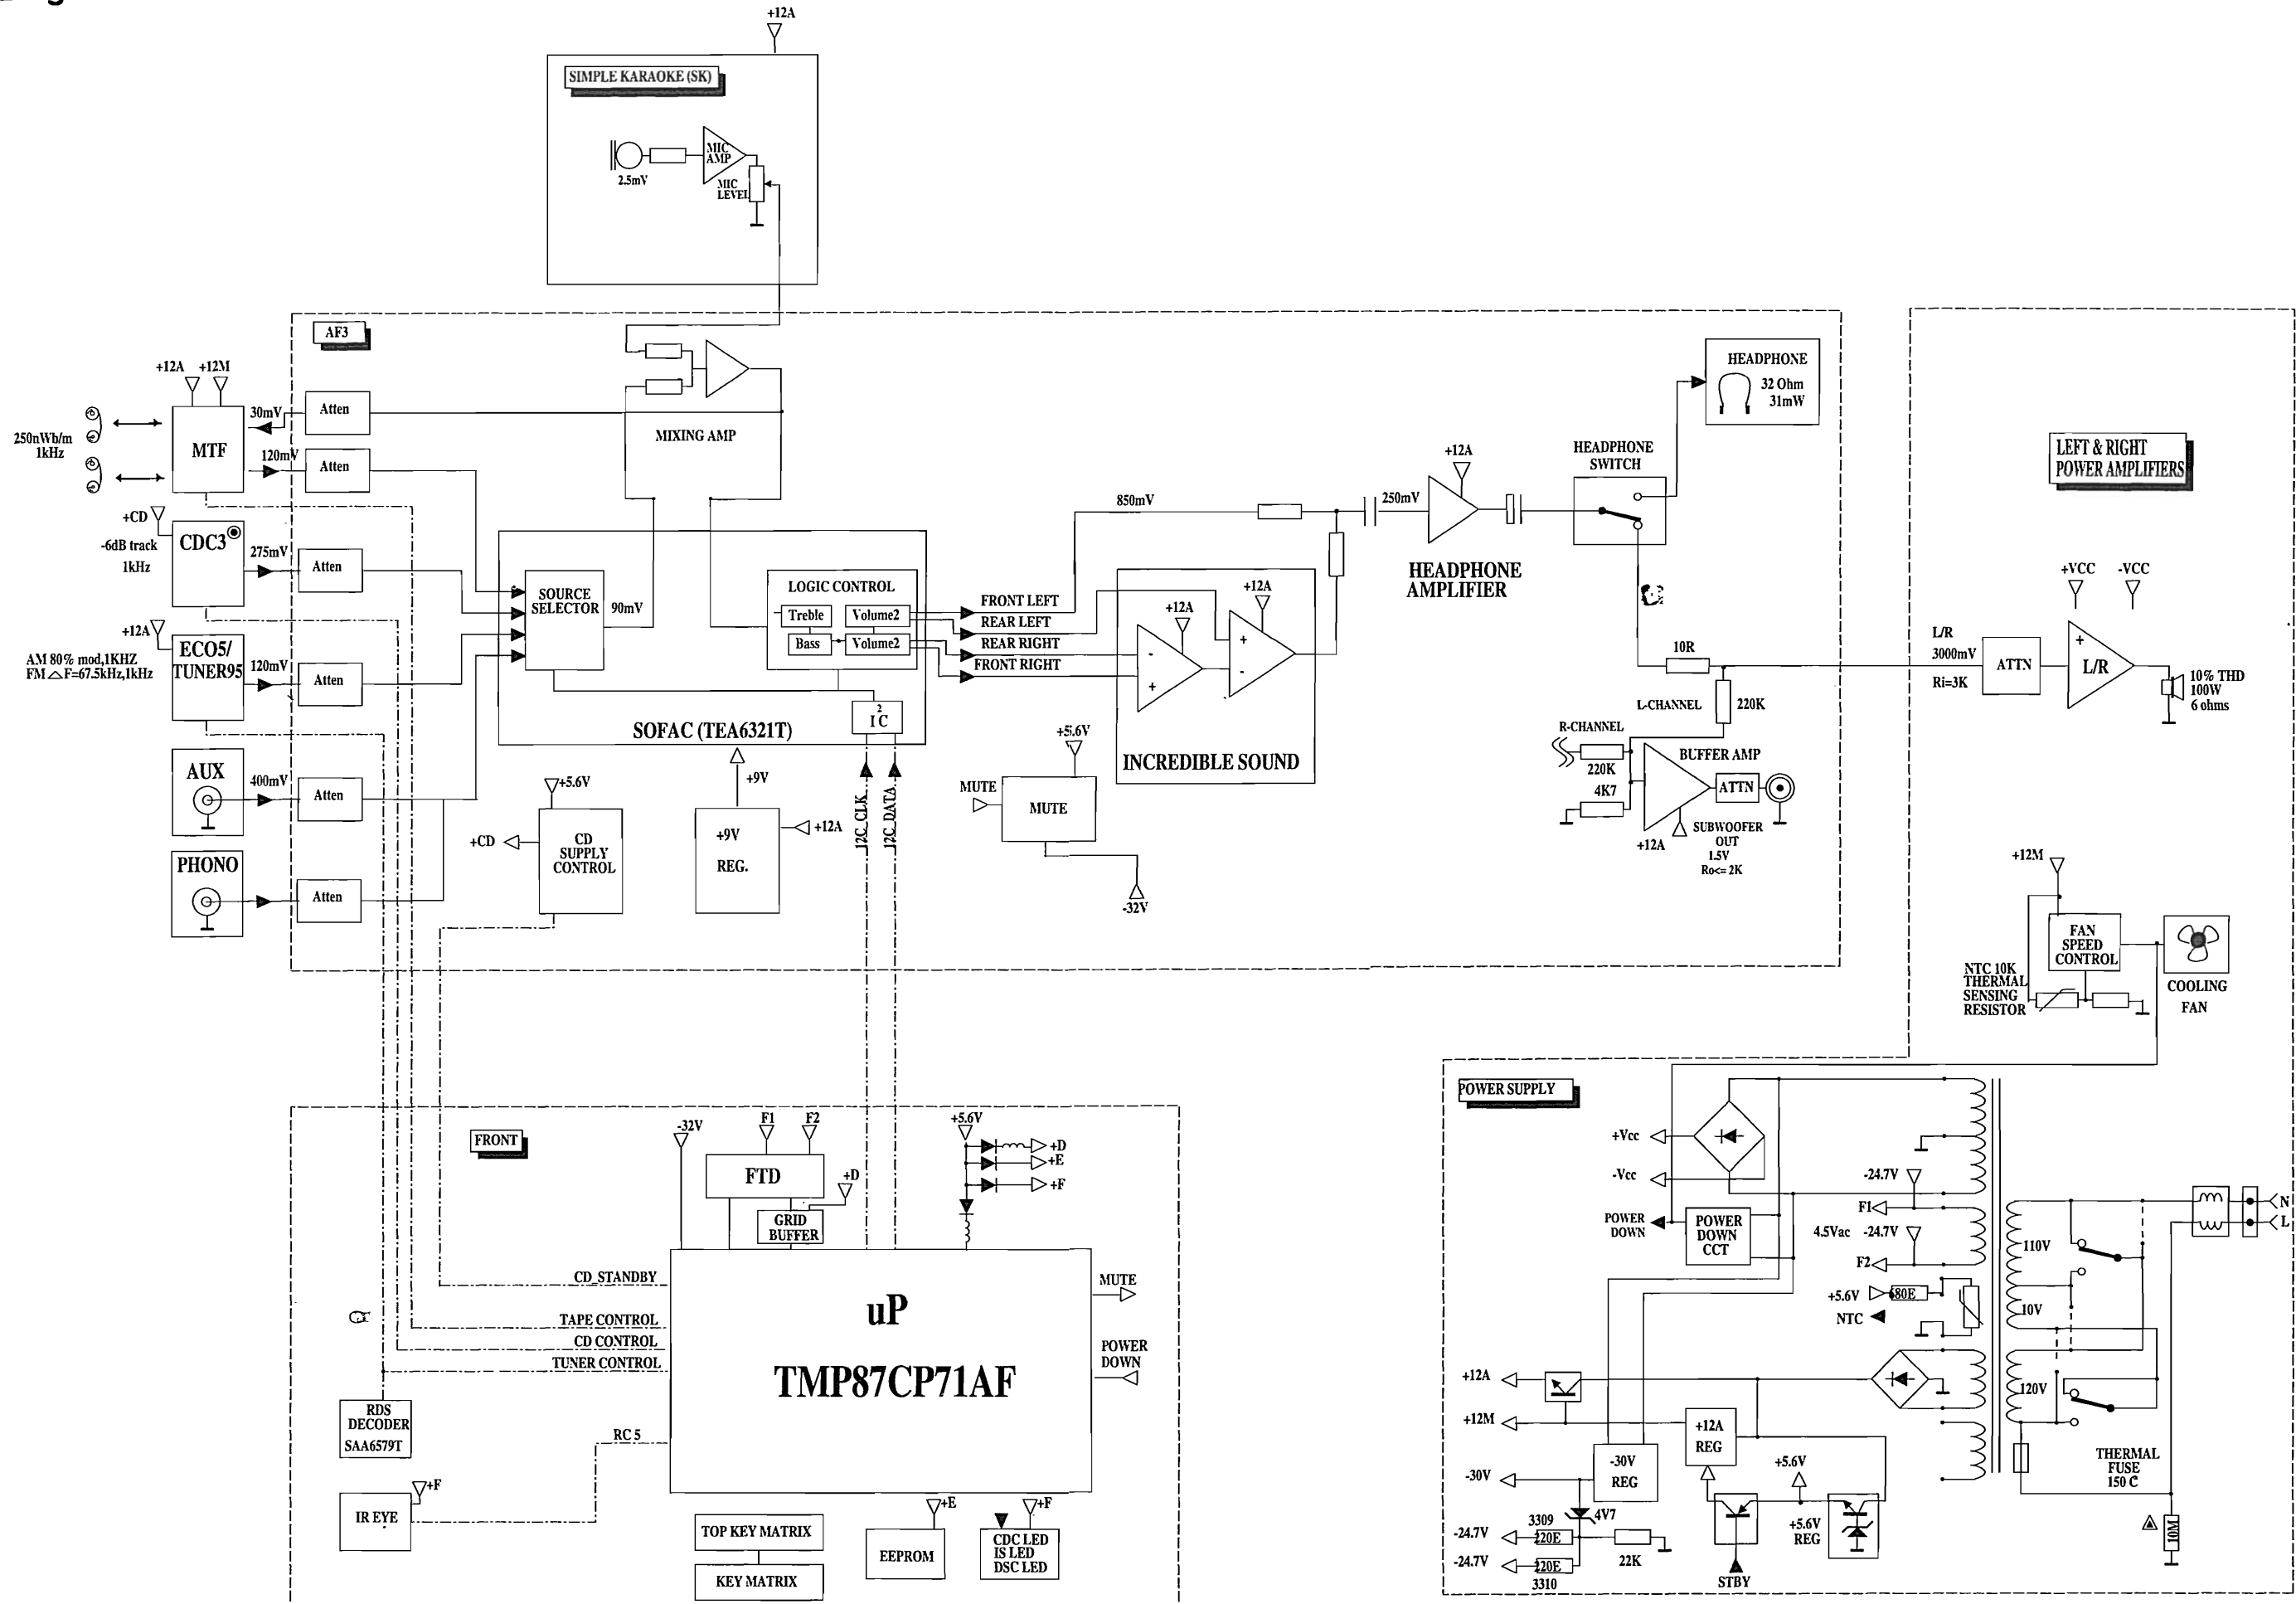 +12A
SIMPLE KARAOKE (SK)
MIC
AMP
2.5mV
MIC
LEVEL
AF3
+12A
+12M
250nWb/m
1kHz
MTF
30mV
120mV
Atten
Atten
MIXING AMP
+CD
-6dB track
1kHz
CDC3
275mV
Atten
+12A
AM 80% mod,1KHZ
FM △F=67.5kHz,1kHz
ECO5/
TUNER95
120mV
Atten
AUX
400mV
Atten
PHONO
Atten
SOURCE
SELECTOR
90mV
LOGIC CONTROL
Treble
Volume2
Bass
Volume2
2
I C
SOFAC (TEA6321T)
FRONT LEFT
REAR LEFT
REAR RIGHT
FRONT RIGHT
850mV
+12A
+12A
-
+
+
-
INCREDIBLE SOUND
250mV
+12A
HEADPHONE
AMPLIFIER
HEADPHONE
SWITCH
HEADPHONE
32 Ohm
31mW
10R
L-CHANNEL
220K
R-CHANNEL
220K
4K7
BUFFER AMP
ATTN
+12A
SUBWOOFER
OUT
1.5V
Ro<= 2K
+5.6V
+CD
CD
SUPPLY
CONTROL
+9V
+9V
REG.
+12A
I2C_CLK
I2C_DATA
+5.6V
MUTE
MUTE
-32V
LEFT & RIGHT
POWER AMPLIFIERS
+VCC
-VCC
L/R
3000mV
Ri=3K
ATTN
+
L/R
10% THD
100W
6 ohms
+12M
FAN
SPEED
CONTROL
NTC 10K
THERMAL
SENSING
RESISTOR
COOLING
FAN
FRONT
-32V
F1
F2
FTD
+D
GRID
BUFFER
+5.6V
+D
+E
+F
CD_STANDBY
TAPE CONTROL
CD CONTROL
TUNER CONTROL
uP
TMP87CP71AF
MUTE
POWER
DOWN
RDS
DECODER
SAA6579T
RC 5
+F
IR EYE
TOP KEY MATRIX
KEY MATRIX
+E
EEPROM
+F
CDC LED
IS LED
DSC LED
POWER SUPPLY
+Vcc
-Vcc
POWER
DOWN
POWER
DOWN
CCT
-24.7V
F1
4.5Vac
-24.7V
F2
+5.6V
680E
NTC
110V
10V
120V
N
L
+12A
+12M
+12A
REG
-30V
-30V
REG
+5.6V
+5.6V
REG
4V7
3309
-24.7V
220E
-24.7V
220E
3310
22K
STBY
THERMAL
FUSE
150 C
10M